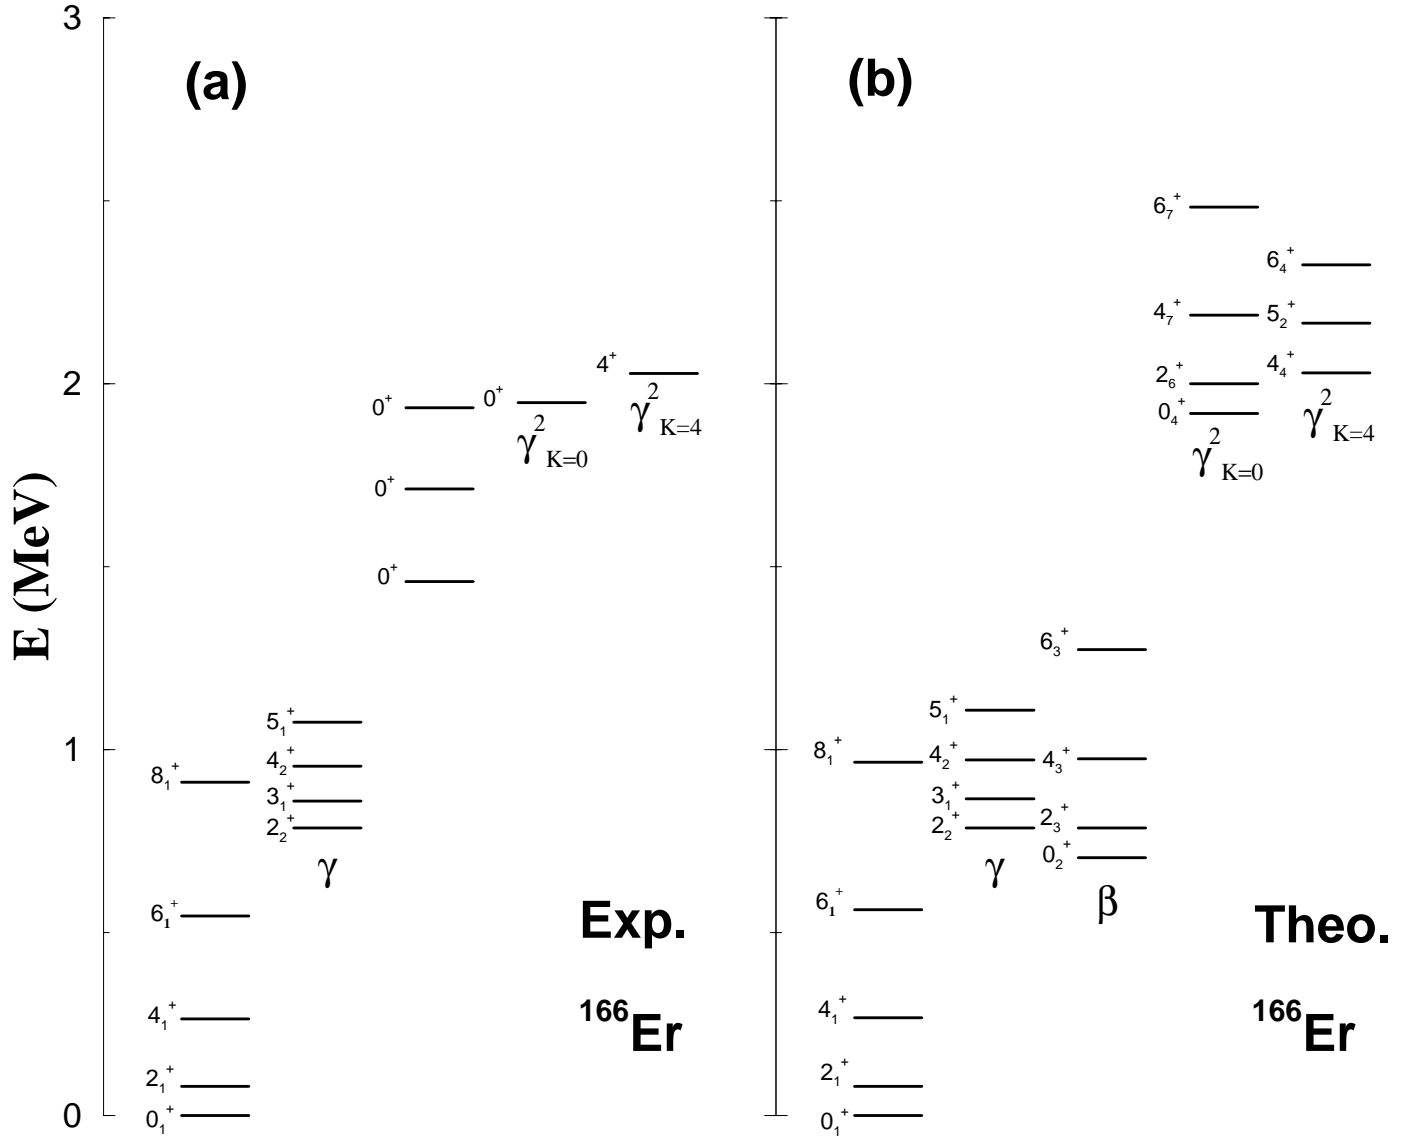 3
2
1
0
E (MeV)
(a)
0⁺
0⁺
0⁺
0⁺
γ²K=0
4⁺
γ²K=4
5₁⁺
4₂⁺
3₁⁺
2₂⁺
γ
8₁⁺
6₁⁺
4₁⁺
2₁⁺
0₁⁺
Exp.
¹⁶⁶Er
(b)
6₇⁺
4₇⁺
2₆⁺
0₄⁺
γ²K=0
6₄⁺
5₂⁺
4₄⁺
γ²K=4
6₃⁺
4₃⁺
2₃⁺
0₂⁺
β
5₁⁺
4₂⁺
3₁⁺
2₂⁺
γ
8₁⁺
6₁⁺
4₁⁺
2₁⁺
0₁⁺
Theo.
¹⁶⁶Er